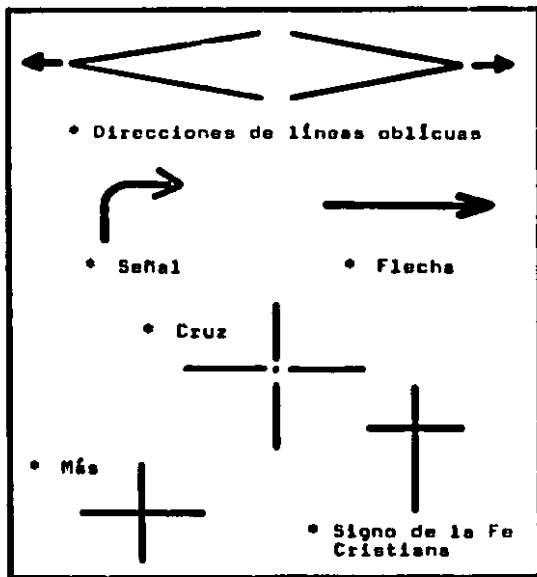 * Direcciones de líneas oblícuas
* Señal
* Flecha
* Cruz
* Más
* Signo de la Fe
Cristiana